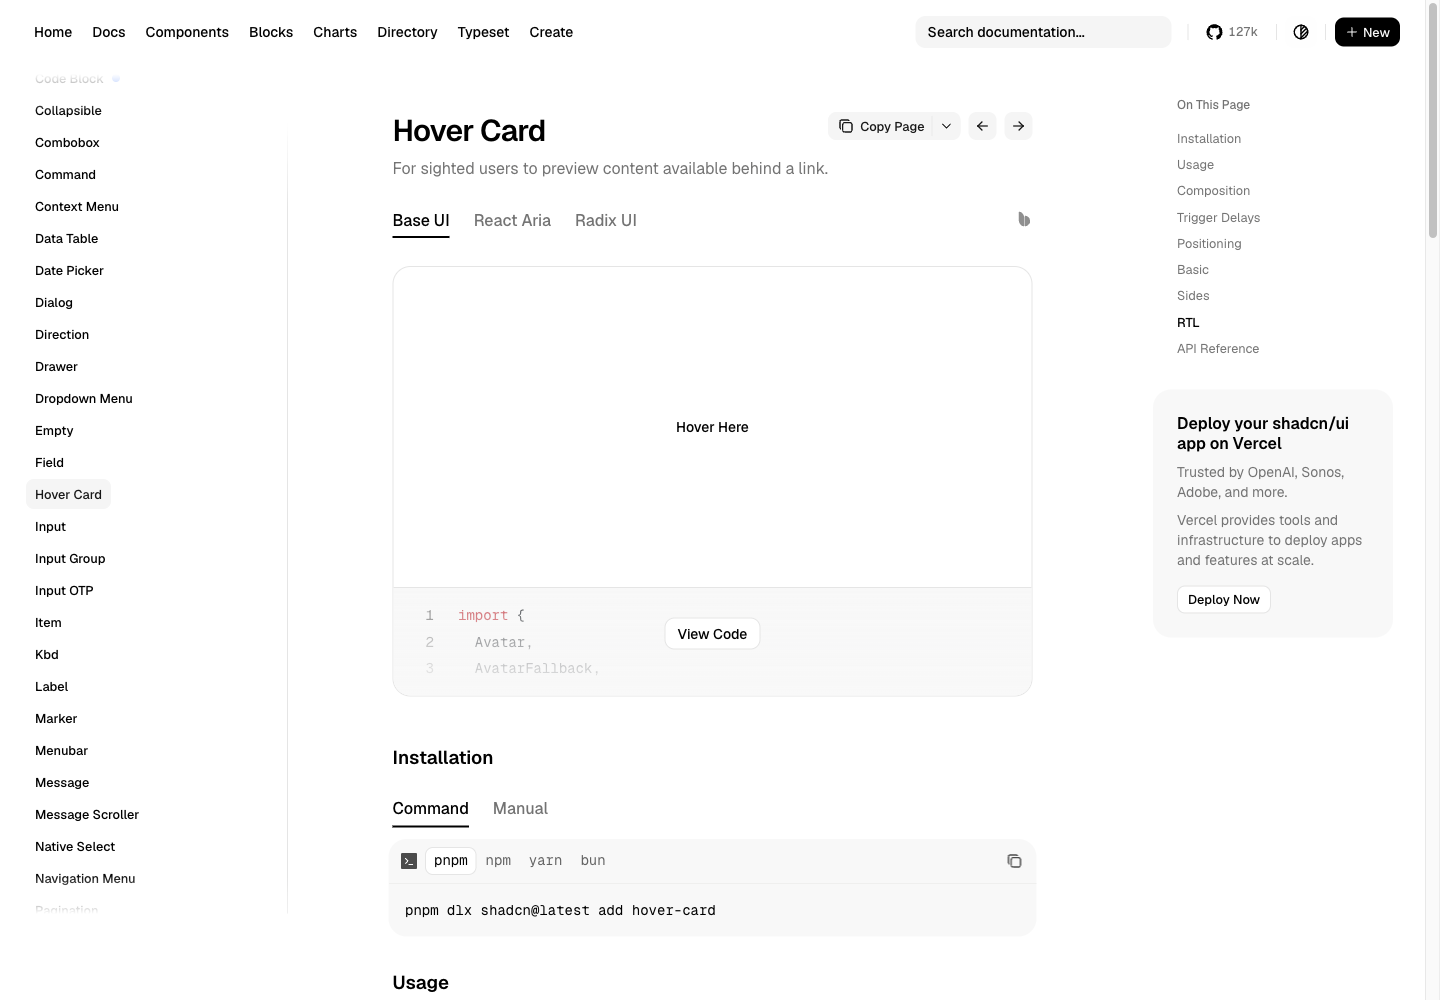 Home Docs Components Blocks Charts Directory Typeset Create
Search documentation...
127k
New
Code Block
Collapsible
Combobox
Command
Context Menu
Data Table
Date Picker
Dialog
Direction
Drawer
Dropdown Menu
Empty
Field
Hover Card
Input
Input Group
Input OTP
Item
Kbd
Label
Marker
Menubar
Message
Message Scroller
Native Select
Navigation Menu
Pagination
Hover Card
Copy Page
For sighted users to preview content available behind a link.
Base UI React Aria Radix UI
Hover Here
1 import {
2 Avatar,
3 AvatarFallback,
View Code
Installation
Command Manual
pnpm npm yarn bun
pnpm dlx shadcn@latest add hover-card
Usage
On This Page
Installation
Usage
Composition
Trigger Delays
Positioning
Basic
Sides
RTL
API Reference
Deploy your shadcn/ui
app on Vercel
Trusted by OpenAI, Sonos,
Adobe, and more.
Vercel provides tools and
infrastructure to deploy apps
and features at scale.
Deploy Now